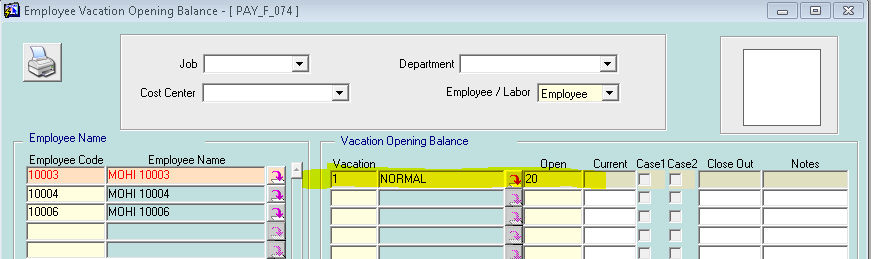 Employee Vacation Opening Balance - [ PAY_F_074 ]
Job Department
Cost Center Employee / Labor Employee
Employee Name Vacation Opening Balance
Employee Code Employee Name Vacation Open Current Case1 Case2 Close Out Notes
10003 MOHI 10003 1 NORMAL 20
10004 MOHI 10004
10006 MOHI 10006